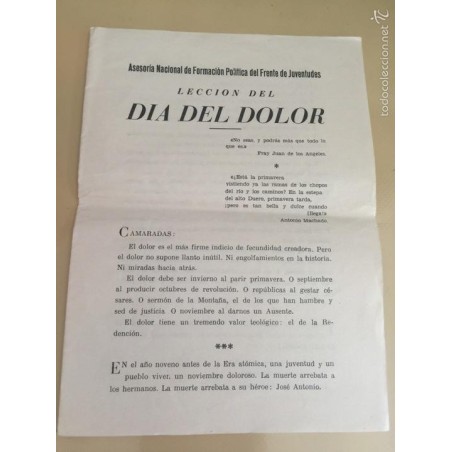 Asesoría Nacional de Formación Política del Frente de Juventudes
LECCION DEL
DIA DEL DOLOR
«No seas, y podrás más que todo lo
que es»
Fray Juan de los Angeles.
*
«¿Está la primavera
vistiendo ya las ramas de los chopos
del río y los caminos? En la estepa
del alto Duero, primavera tarda,
¡pero es tan bella y dulce cuando
llega!»
Antonio Machado.
CAMARADAS:
El dolor es el más firme indicio de fecundidad creadora. Pero
el dolor no supone llanto inútil. Ni engolfamientos en la historia.
Ni miradas hacia atrás.
El dolor debe ser invierno al parir primavera. O septiembre
al producir octubres de revolución. O repúblicas al gestar cé-
sares. O sermón de la Montaña, el de los que han hambre y
sed de justicia. O noviembre al darnos un Ausente.
El dolor tiene un tremendo valor teológico: el de la Re-
dención.
***
EN el año noveno antes de la Era atómica, una juventud y un
pueblo viven, un noviembre doloroso. La muerte arrebata a
los hermanos. La muerte arrebata a su héroe: José Antonio.
todocoleccion.net